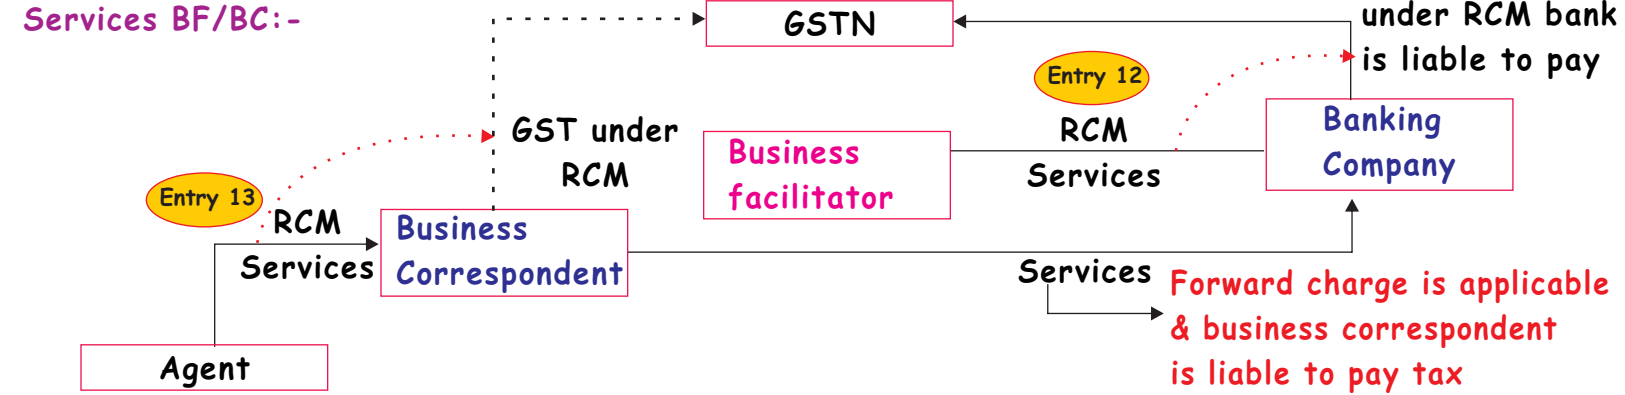 Services BF/BC:-
GSTN
under RCM bank
is liable to pay
Entry 12
RCM
Services
Banking
Company
Business
facilitator
GST under
RCM
Entry 13
RCM
Services
Business
Correspondent
Services
Forward charge is applicable
& business correspondent
is liable to pay tax
Agent